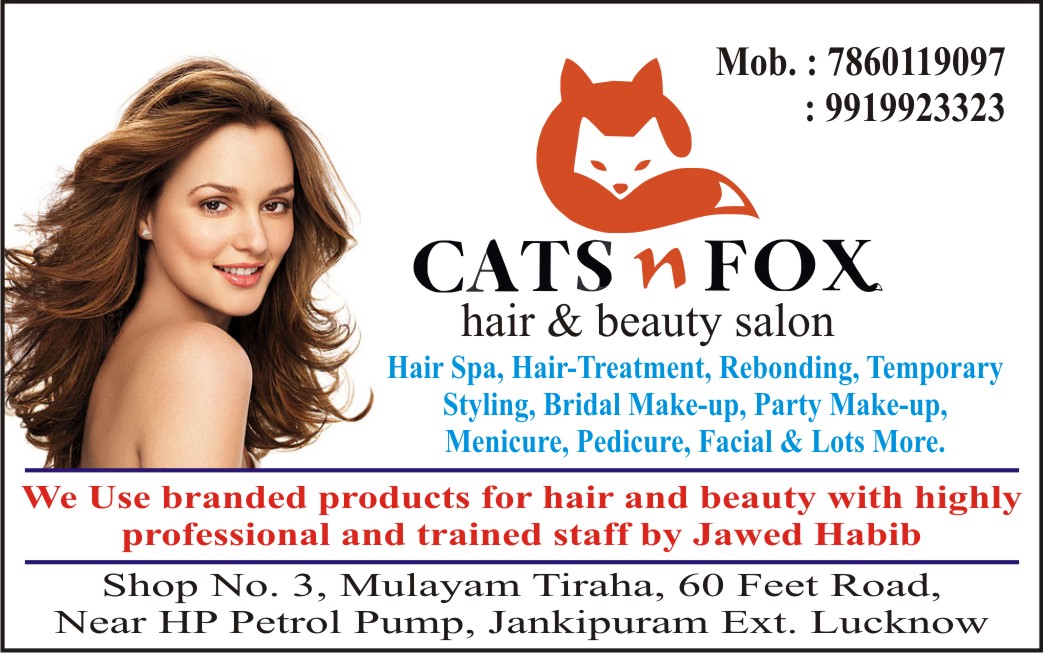 Mob. : 7860119097
: 9919923323
CATS n FOX
hair & beauty salon
Hair Spa, Hair-Treatment, Rebonding, Temporary
Styling, Bridal Make-up, Party Make-up,
Menicure, Pedicure, Facial & Lots More.
We Use branded products for hair and beauty with highly
professional and trained staff by Jawed Habib
Shop No. 3, Mulayam Tiraha, 60 Feet Road,
Near HP Petrol Pump, Jankipuram Ext. Lucknow